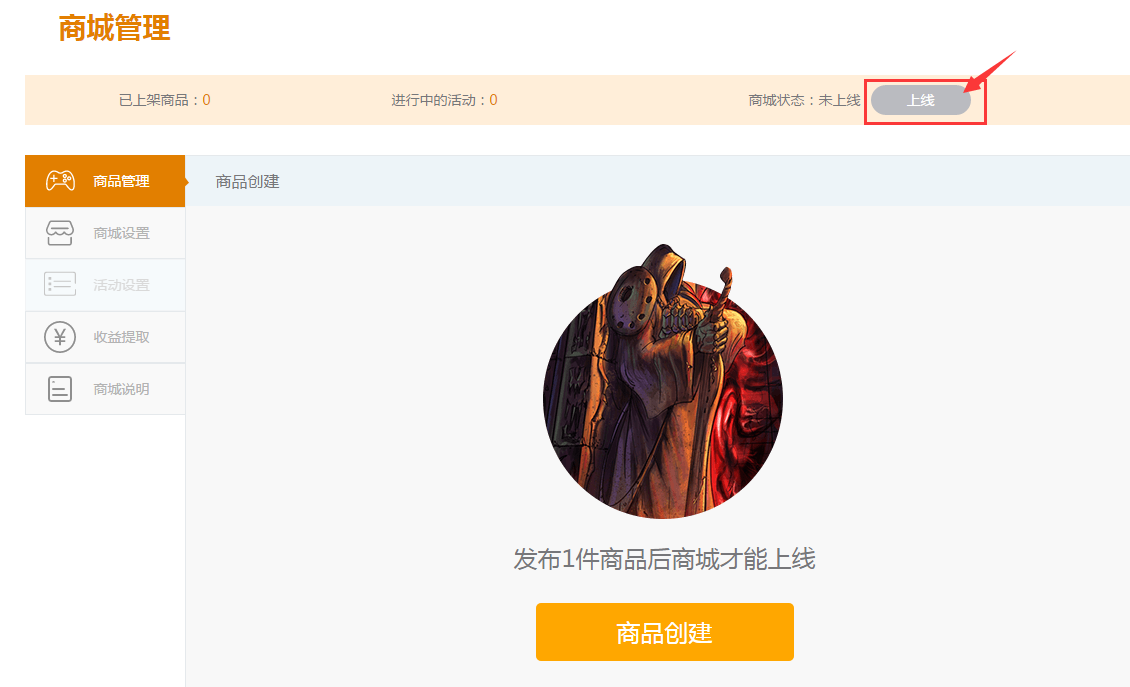 商城管理
已上架商品：0 进行中的活动：0 商城状态：未上线 上线
商品管理 商品创建
商城设置
活动设置
收益提取
商城说明
发布1件商品后商城才能上线
商品创建